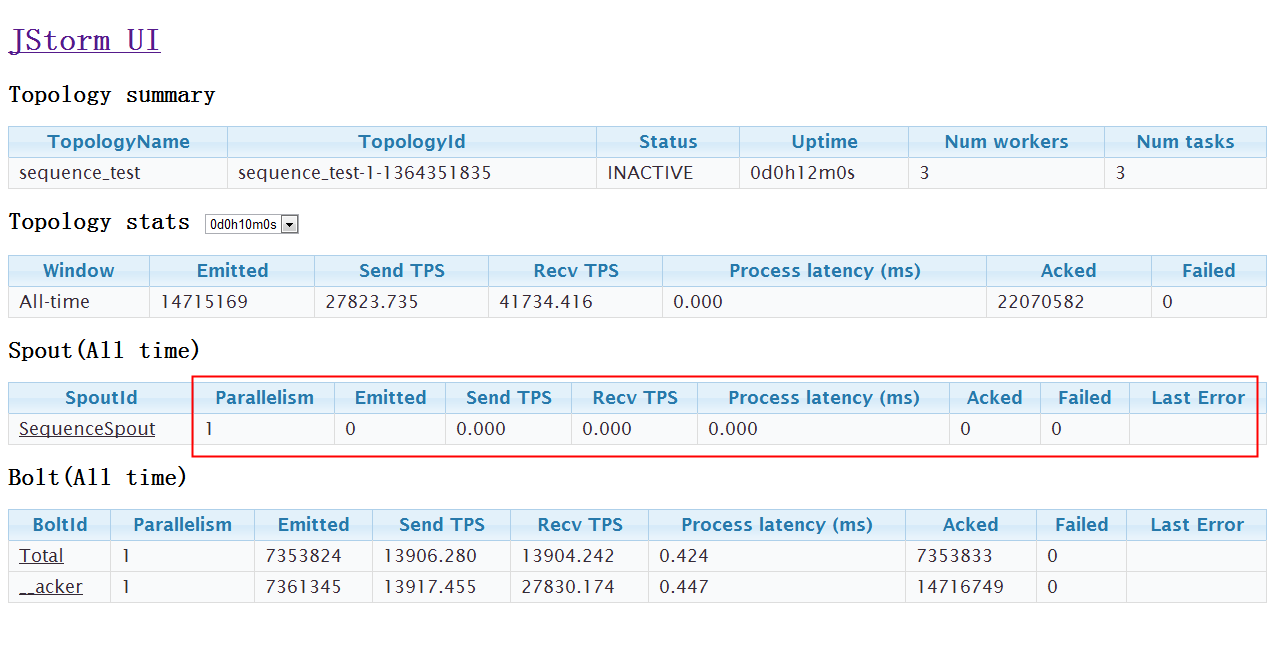 JStorm UI
Topology summary
TopologyName TopologyId Status Uptime Num workers Num tasks
sequence_test sequence_test-1-1364351835 INACTIVE 0d0h12m0s 3 3
Topology stats 0d0h10m0s
Window Emitted Send TPS Recv TPS Process latency (ms) Acked Failed
All-time 14715169 27823.735 41734.416 0.000 22070582 0
Spout(All time)
SpoutId Parallelism Emitted Send TPS Recv TPS Process latency (ms) Acked Failed Last Error
SequenceSpout 1 0 0.000 0.000 0.000 0 0
Bolt(All time)
BoltId Parallelism Emitted Send TPS Recv TPS Process latency (ms) Acked Failed Last Error
Total 1 7353824 13906.280 13904.242 0.424 7353833 0
__acker 1 7361345 13917.455 27830.174 0.447 14716749 0